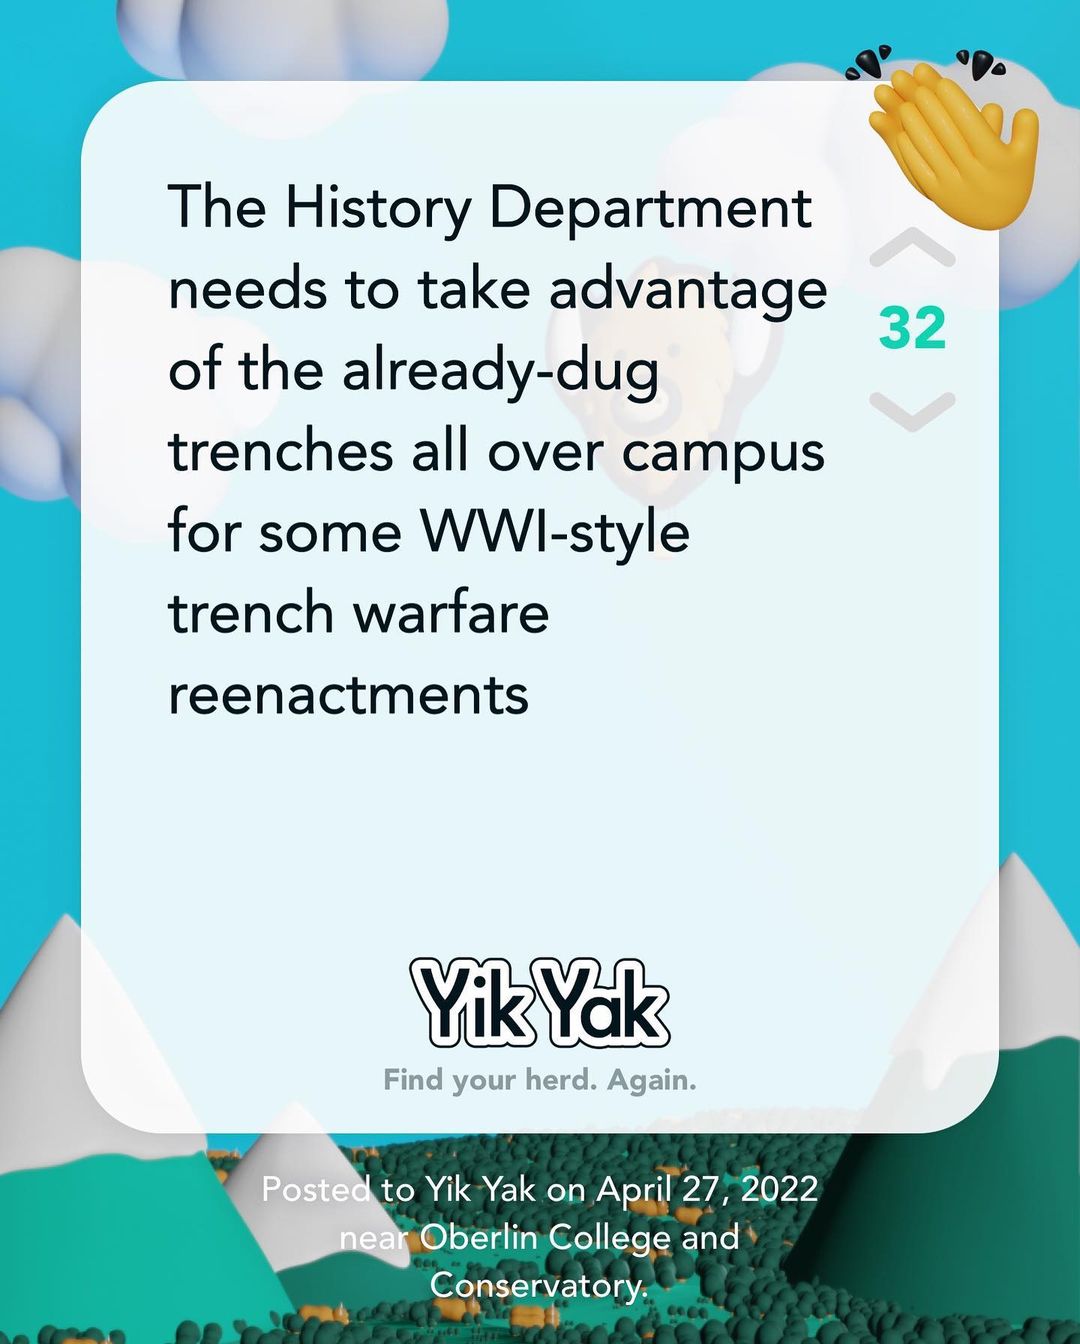 The History Department
needs to take advantage
of the already-dug
trenches all over campus
for some WWI-style
trench warfare
reenactments
32
Yik Yak
Find your herd. Again.
Posted to Yik Yak on April 27, 2022
near Oberlin College and
Conservatory.